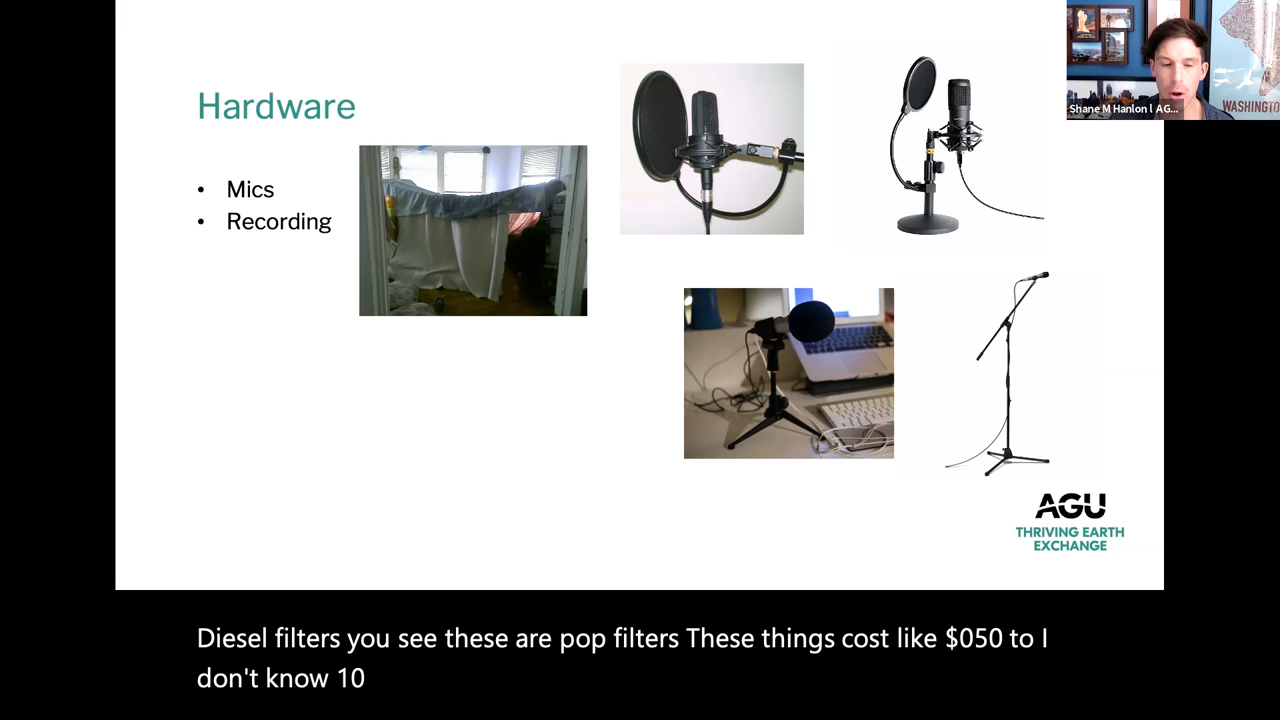 Hardware
• Mics
• Recording
Shane M Hanlon l AG...
WASHINGTO
AGU
THRIVING EARTH
EXCHANGE
Diesel filters you see these are pop filters These things cost like $050 to I
don't know 10